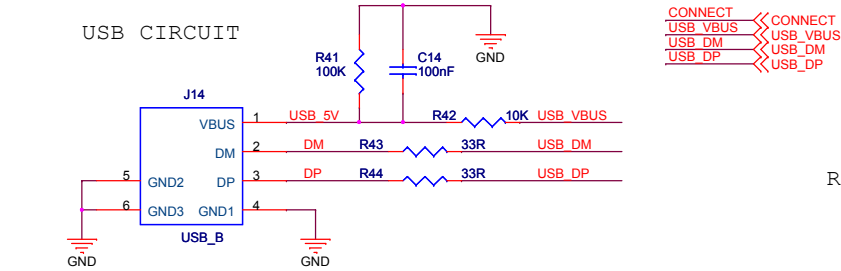 USB CIRCUIT
CONNECT
CONNECT
USB_VBUS
USB_VBUS
USB_DM
USB_DM
USB_DP
USB_DP
R41
100K
C14
100nF
GND
J14
VBUS 1 USB_5V R42 10K USB_VBUS
DM 2 DM R43 33R USB_DM
5 GND2 DP 3 DP R44 33R USB_DP
R
6 GND3 GND1 4
USB_B
GND
GND